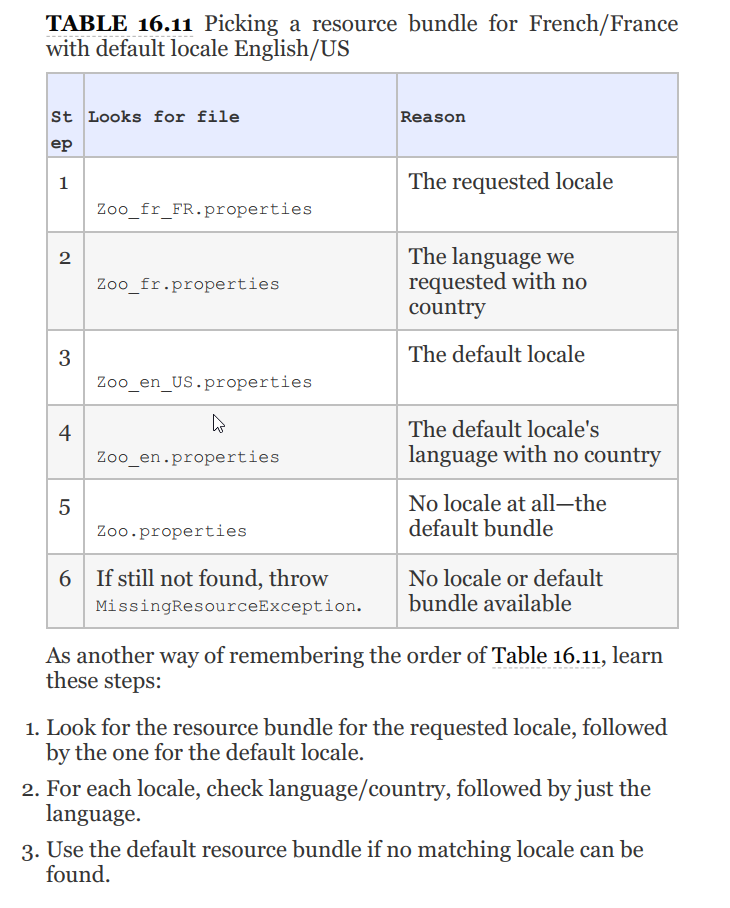 TABLE 16.11 Picking a resource bundle for French/France
with default locale English/US
St
ep
Looks for file
Reason
1
Zoo_fr_FR.properties
The requested locale
2
Zoo_fr.properties
The language we
requested with no
country
3
Zoo_en_US.properties
The default locale
4
Zoo_en.properties
The default locale's
language with no country
5
Zoo.properties
No locale at all—the
default bundle
6
If still not found, throw
MissingResourceException.
No locale or default
bundle available
As another way of remembering the order of Table 16.11, learn
these steps:
1. Look for the resource bundle for the requested locale, followed
by the one for the default locale.
2. For each locale, check language/country, followed by just the
language.
3. Use the default resource bundle if no matching locale can be
found.